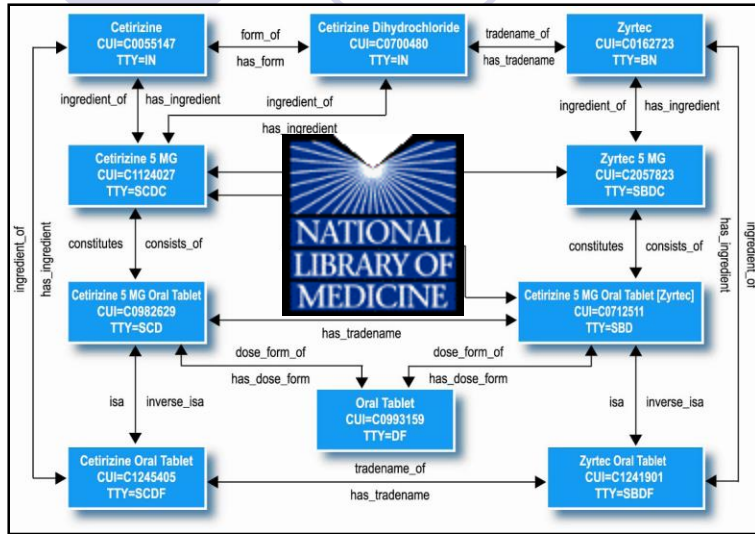 Cetirizine
CUI=C0055147
TTY=IN
form_of
has_form
Cetirizine Dihydrochloride
CUI=C0700480
TTY=IN
tradename_of
has_tradename
Zyrtec
CUI=C0162723
TTY=BN
ingredient_of
has_ingredient
ingredient_of
has_ingredient
ingredient_of
has_ingredient
Cetirizine 5 MG
CUI=C1124027
TTY=SCDC
Zyrtec 5 MG
CUI=C2057823
TTY=SBDC
NATIONAL
LIBRARY OF
MEDICINE
ingredient_of
has_ingredient
constitutes
consists_of
constitutes
consists_of
has_ingredient
ingredient_of
Cetirizine 5 MG Oral Tablet
CUI=C0982629
TTY=SCD
Cetirizine 5 MG Oral Tablet [Zyrtec]
CUI=C0712511
TTY=SBD
has_tradename
dose_form_of
has_dose_form
dose_form_of
has_dose_form
isa
inverse_isa
Oral Tablet
CUI=C0993159
TTY=DF
isa
inverse_isa
Cetirizine Oral Tablet
CUI=C1245405
TTY=SCDF
tradename_of
has_tradename
Zyrtec Oral Tablet
CUI=C1241901
TTY=SBDF